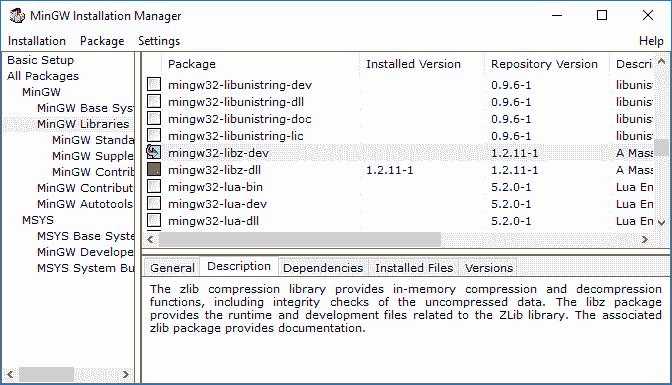 MinGW Installation Manager
Installation Package Settings Help
Basic Setup
All Packages
MinGW
MinGW Base Syst
MinGW Libraries
MinGW Standa
MinGW Supple
MinGW Contrib
MinGW Contribut
MinGW Autotools
MSYS
MSYS Base Syste
MinGW Develope
MSYS System Bu
Package Installed Version Repository Version Descri
mingw32-libunistring-dev 0.9.6-1 libunist
mingw32-libunistring-dll 0.9.6-1 libunist
mingw32-libunistring-doc 0.9.6-1 libunist
mingw32-libunistring-lic 0.9.6-1 libunist
mingw32-libz-dev 1.2.11-1 A Mass
mingw32-libz-dll 1.2.11-1 1.2.11-1 A Mass
mingw32-lua-bin 5.2.0-1 Lua En
mingw32-lua-dev 5.2.0-1 Lua En
mingw32-lua-dll 5.2.0-1 Lua En
General Description Dependencies Installed Files Versions
The zlib compression library provides in-memory compression and decompression
functions, including integrity checks of the uncompressed data. The libz package
provides the runtime and development files related to the ZLib library. The associated
zlib package provides documentation.